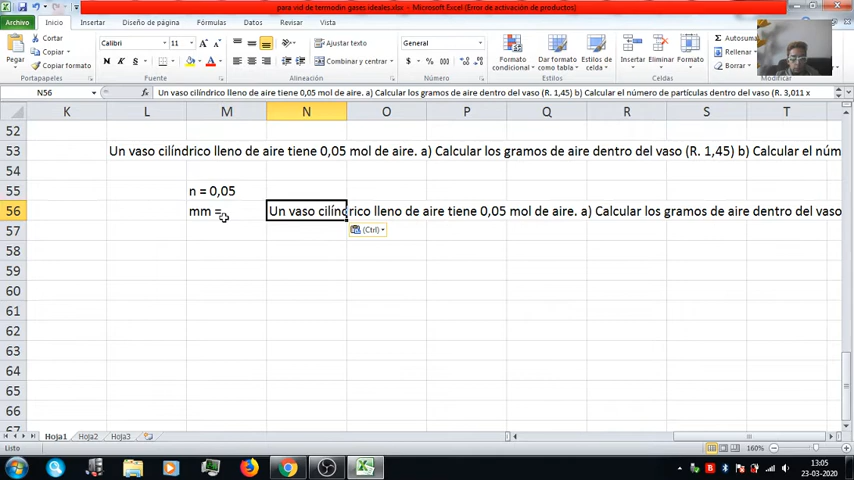 para vid de termodin gases ideales.xlsx - Microsoft Excel (Error de activación de productos)
Archivo Inicio Insertar Diseño de página Fórmulas Datos Revisar Vista
Cortar Calibri 11 Ajustar texto General Σ Autosuma
Copiar Rellenar
Pegar Copiar formato N K S Combinar y centrar $ % 000 Formato condicional Dar formato como tabla Estilos de celda Insertar Eliminar Formato Borrar
Portapapeles Fuente Alineación Número Estilos Celdas Modificar
N56 fx Un vaso cilíndrico lleno de aire tiene 0,05 mol de aire. a) Calcular los gramos de aire dentro del vaso (R. 1,45) b) Calcular el número de partículas dentro del vaso (R. 3,011 x
K L M N O P Q R S T
52
53 Un vaso cilíndrico lleno de aire tiene 0,05 mol de aire. a) Calcular los gramos de aire dentro del vaso (R. 1,45) b) Calcular el núm
54
55 n = 0,05
56 mm = Un vaso cilíndrico lleno de aire tiene 0,05 mol de aire. a) Calcular los gramos de aire dentro del vaso
57 (Ctrl)
58
59
60
61
62
63
64
65
66
67
Hoja1 Hoja2 Hoja3
Listo 160%
13:05
23-03-2020